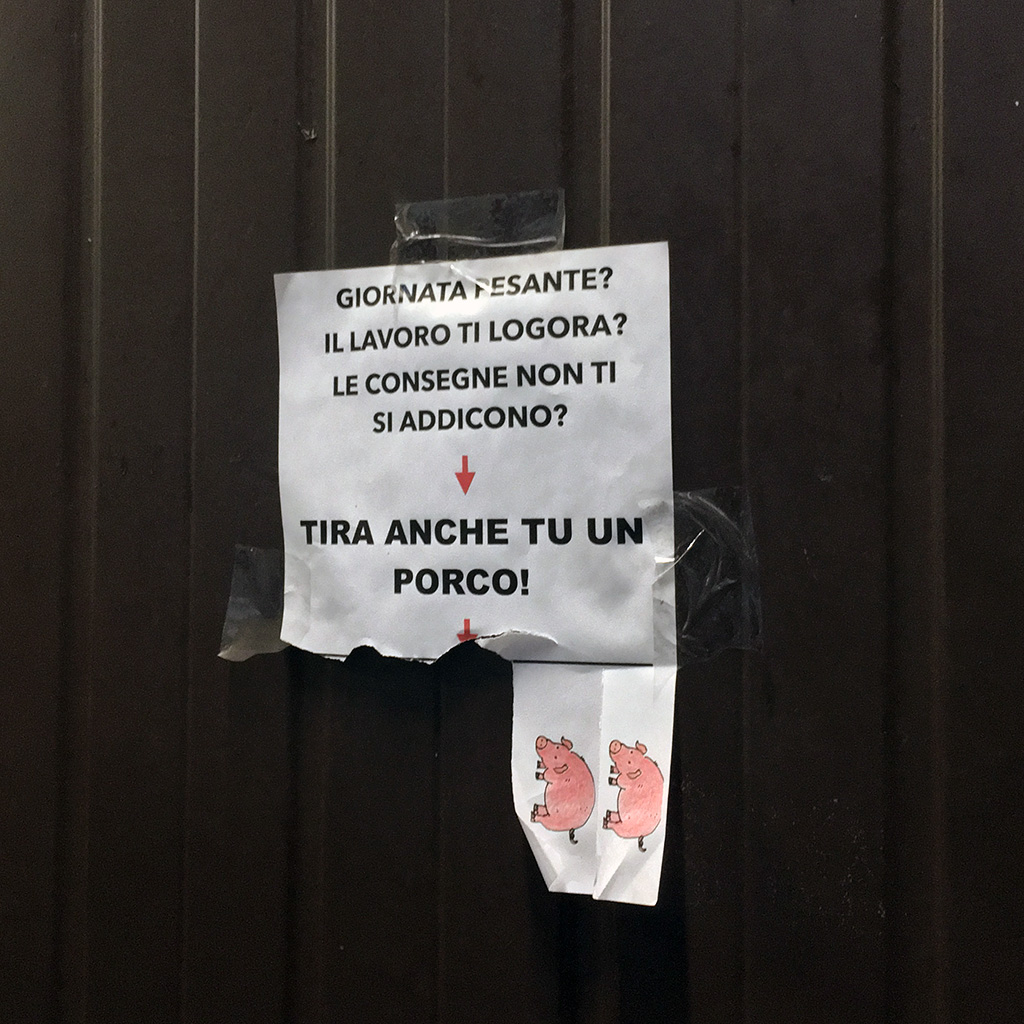 GIORNATA PESANTE?
IL LAVORO TI LOGORA?
LE CONSEGNE NON TI
SI ADDICONO?
TIRA ANCHE TU UN
PORCO!